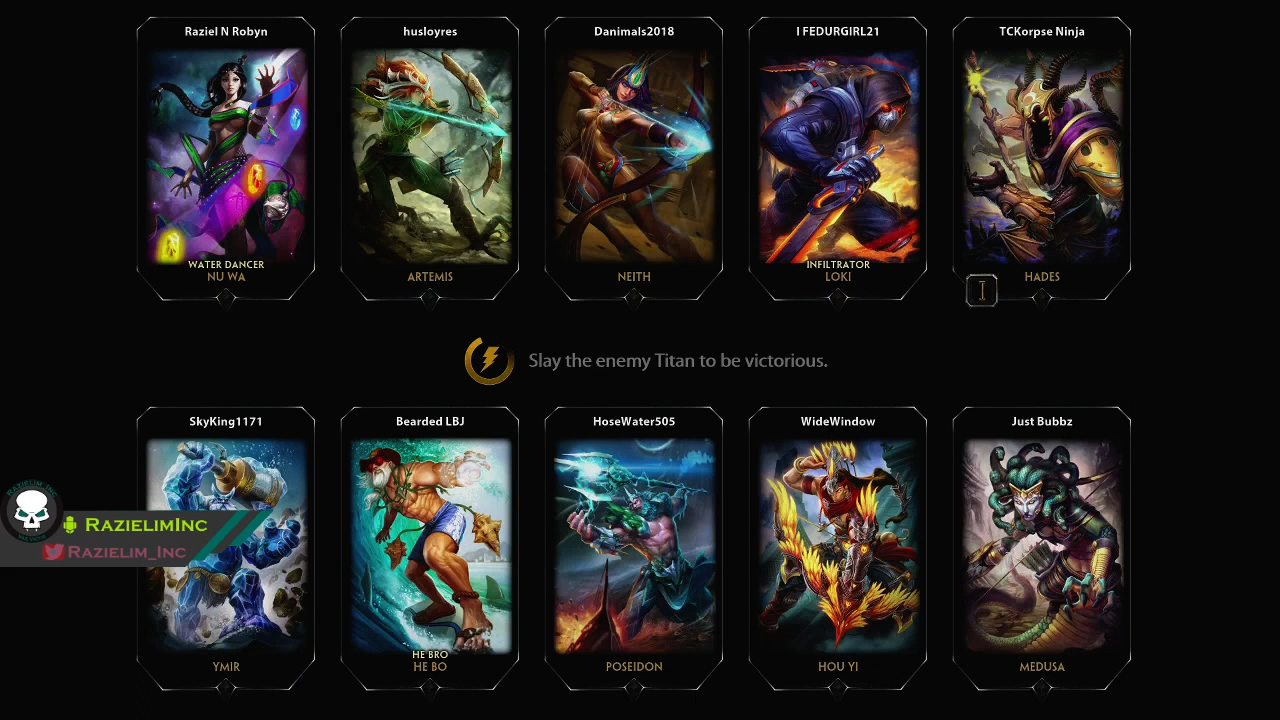 Raziel N Robyn
husloyres
Danimals2018
I FEDURGIRL21
TCKorpse Ninja
WATER DANCER
NU WA
ARTEMIS
NEITH
INFILTRATOR
LOKI
HADES
I
Slay the enemy Titan to be victorious.
SkyKing1171
Bearded LBJ
HoseWater505
WideWindow
Just Bubbz
RAZIELIM_INC
RAZIELIMINC
RAZIELIM_INC
YMIR
HE BRO
HE BO
POSEIDON
HOU YI
MEDUSA